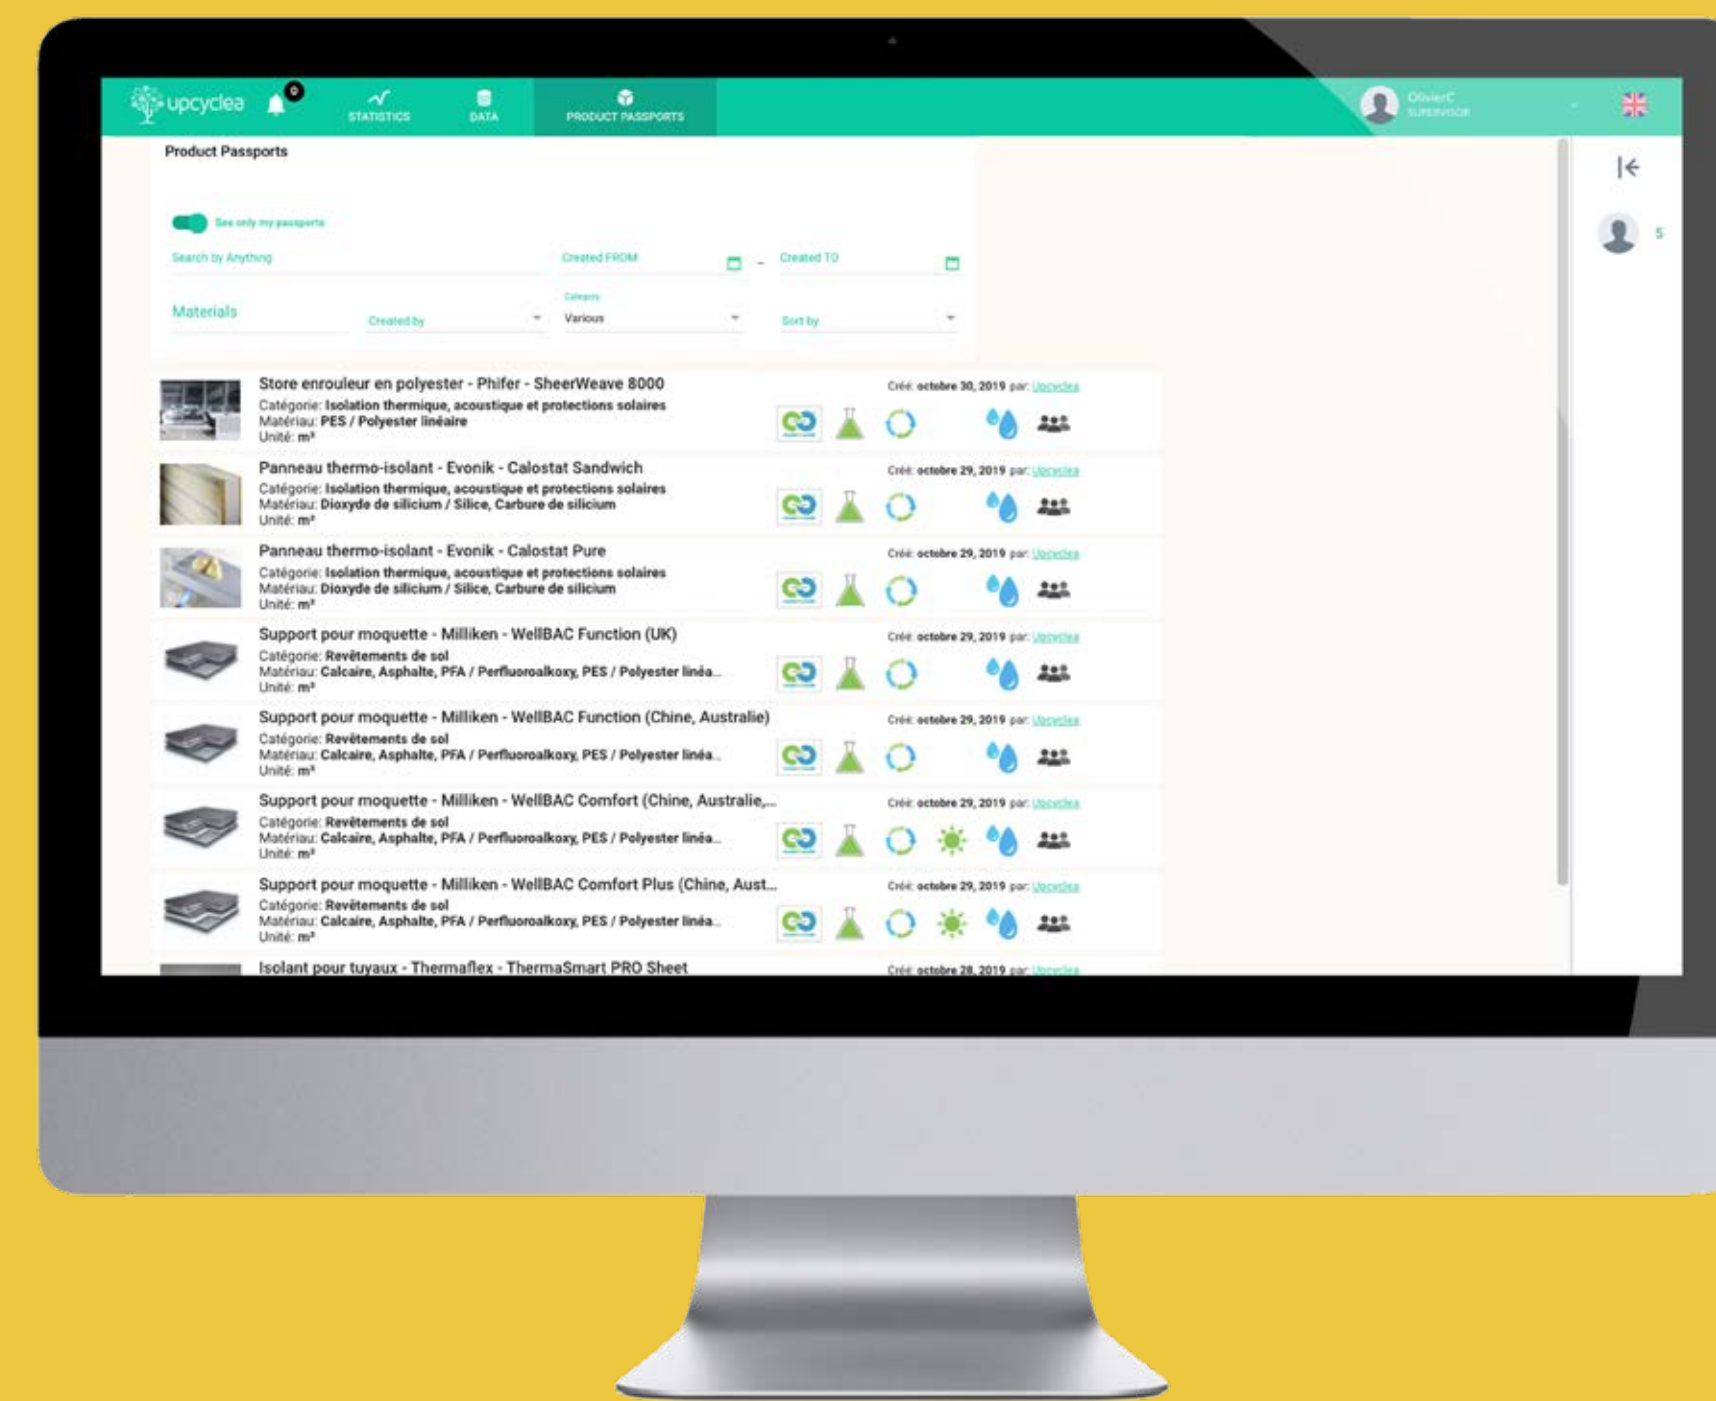 upcyclea
0
STATISTICS
DATA
PRODUCT PASSPORTS
OlivierC
SUPERVISOR
Product Passports
See only my passports
Search by Anything
Created FROM
–
Created TO
Materials
Created by
Category
Various
Sort by
5
Store enrouleur en polyester - Phifer - SheerWeave 8000
Créé: octobre 30, 2019 par: Upcyclea
Catégorie: Isolation thermique, acoustique et protections solaires
Matériau: PES / Polyester linéaire
Unité: m²
Panneau thermo-isolant - Evonik - Calostat Sandwich
Créé: octobre 29, 2019 par: Upcyclea
Catégorie: Isolation thermique, acoustique et protections solaires
Matériau: Dioxyde de silicium / Silice, Carbure de silicium
Unité: m²
Panneau thermo-isolant - Evonik - Calostat Pure
Créé: octobre 29, 2019 par: Upcyclea
Catégorie: Isolation thermique, acoustique et protections solaires
Matériau: Dioxyde de silicium / Silice, Carbure de silicium
Unité: m²
Support pour moquette - Milliken - WellBAC Function (UK)
Créé: octobre 29, 2019 par: Upcyclea
Catégorie: Revêtements de sol
Matériau: Calcaire, Asphalte, PFA / Perfluoroalkoxy, PES / Polyester linéa...
Unité: m²
Support pour moquette - Milliken - WellBAC Function (Chine, Australie)
Créé: octobre 29, 2019 par: Upcyclea
Catégorie: Revêtements de sol
Matériau: Calcaire, Asphalte, PFA / Perfluoroalkoxy, PES / Polyester linéa...
Unité: m²
Support pour moquette - Milliken - WellBAC Comfort (Chine, Australie,...
Créé: octobre 29, 2019 par: Upcyclea
Catégorie: Revêtements de sol
Matériau: Calcaire, Asphalte, PFA / Perfluoroalkoxy, PES / Polyester linéa...
Unité: m²
Support pour moquette - Milliken - WellBAC Comfort Plus (Chine, Aust...
Créé: octobre 29, 2019 par: Upcyclea
Catégorie: Revêtements de sol
Matériau: Calcaire, Asphalte, PFA / Perfluoroalkoxy, PES / Polyester linéa...
Unité: m²
Isolant pour tuyaux - Thermaflex - ThermaSmart PRO Sheet
Créé: octobre 28, 2019 par: Upcyclea